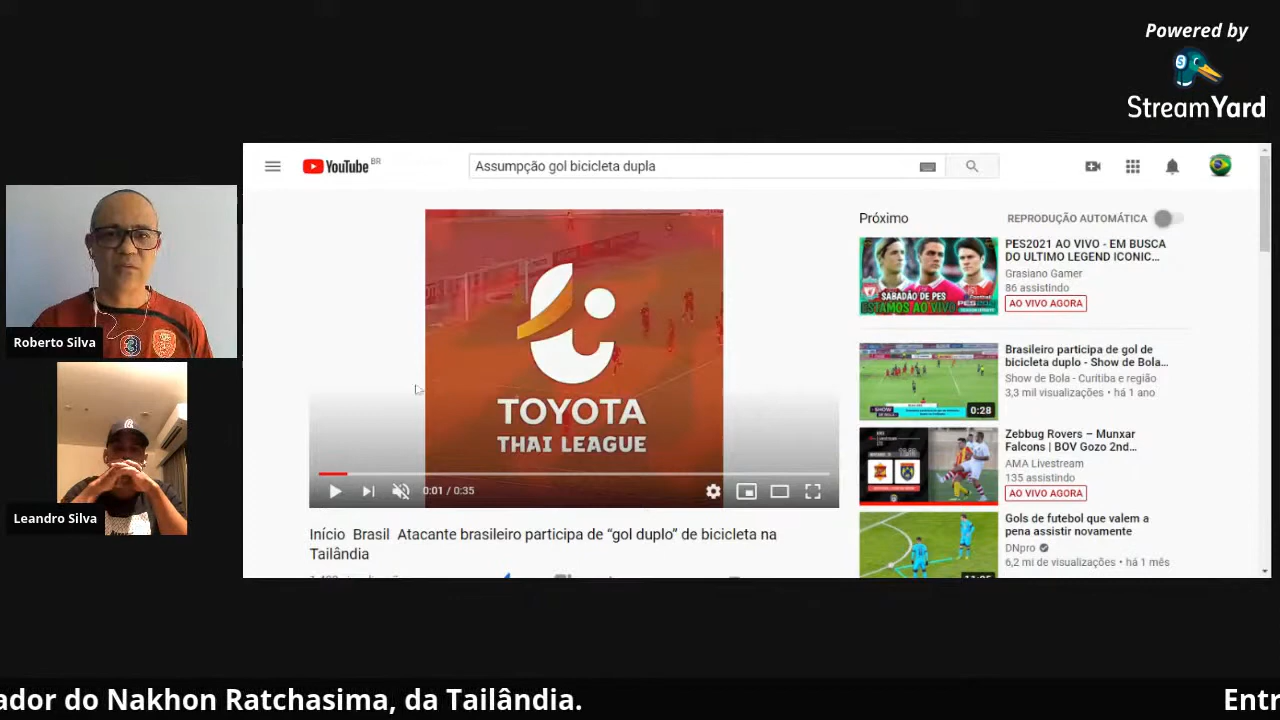 Powered by
StreamYard
YouTube BR
Assumpção gol bicicleta dupla
Roberto Silva
Leandro Silva
TOYOTA
THAI LEAGUE
0:01 / 0:35
Início Brasil Atacante brasileiro participa de “gol duplo” de bicicleta na
Tailândia
Próximo
REPRODUÇÃO AUTOMÁTICA
SABADÃO DE PES
ESTAMOS AO VIVO
PES2021 AO VIVO - EM BUSCA
DO ULTIMO LEGEND ICONIC...
Grasiano Gamer
86 assistindo
AO VIVO AGORA
0:28
Brasileiro participa de gol de
bicicleta duplo - Show de Bola...
Show de Bola - Curitiba e região
3,3 mil visualizações • há 1 ano
Zebbug Rovers – Munxar
Falcons | BOV Gozo 2nd...
AMA Livestream
135 assistindo
AO VIVO AGORA
Gols de futebol que valem a
pena assistir novamente
DNpro
6,2 mi de visualizações • há 1 mês
ador do Nakhon Ratchasima, da Tailândia.
Entr